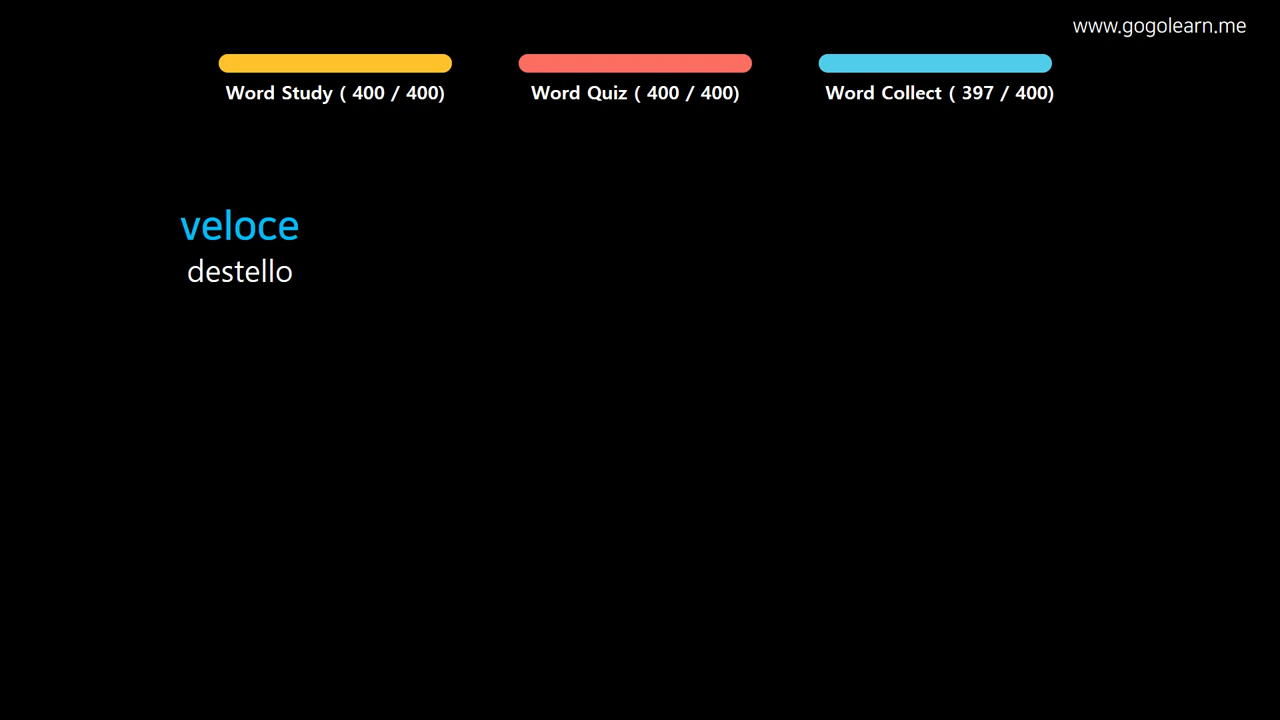 www.gogolearn.me
Word Study ( 400 / 400)
Word Quiz ( 400 / 400)
Word Collect ( 397 / 400)
veloce
destello